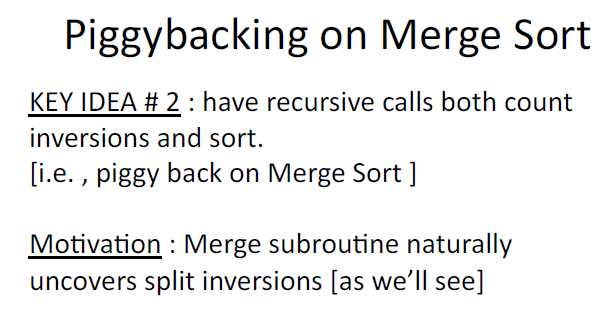 Piggybacking on Merge Sort
KEY IDEA # 2 : have recursive calls both count
inversions and sort.
[i.e. , piggy back on Merge Sort ]
Motivation : Merge subroutine naturally
uncovers split inversions [as we’ll see]